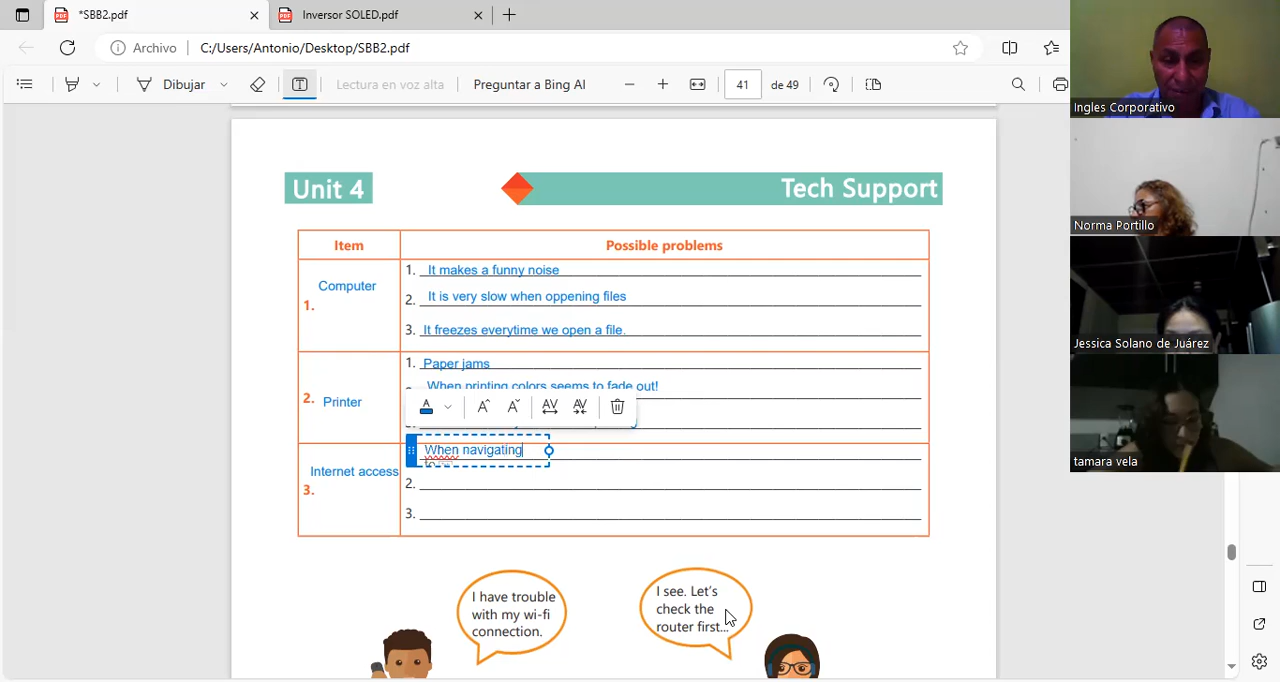 *SBB2.pdf
Inversor SOLED.pdf
Archivo
C:/Users/Antonio/Desktop/SBB2.pdf
Dibujar
Lectura en voz alta
Preguntar a Bing AI
41
de 49
Ingles Corporativo
Norma Portillo
Jessica Solano de Juárez
tamara vela
Unit 4
Tech Support
Item
Possible problems
Computer
1.
1. It makes a funny noise
2. It is very slow when oppening files
3. It freezes everytime we open a file.
2. Printer
1. Paper jams
When printing colors seems to fade out!
Internet access
3.
When navigating
2.
3.
I have trouble
with my wi-fi
connection.
I see. Let's
check the
router first...